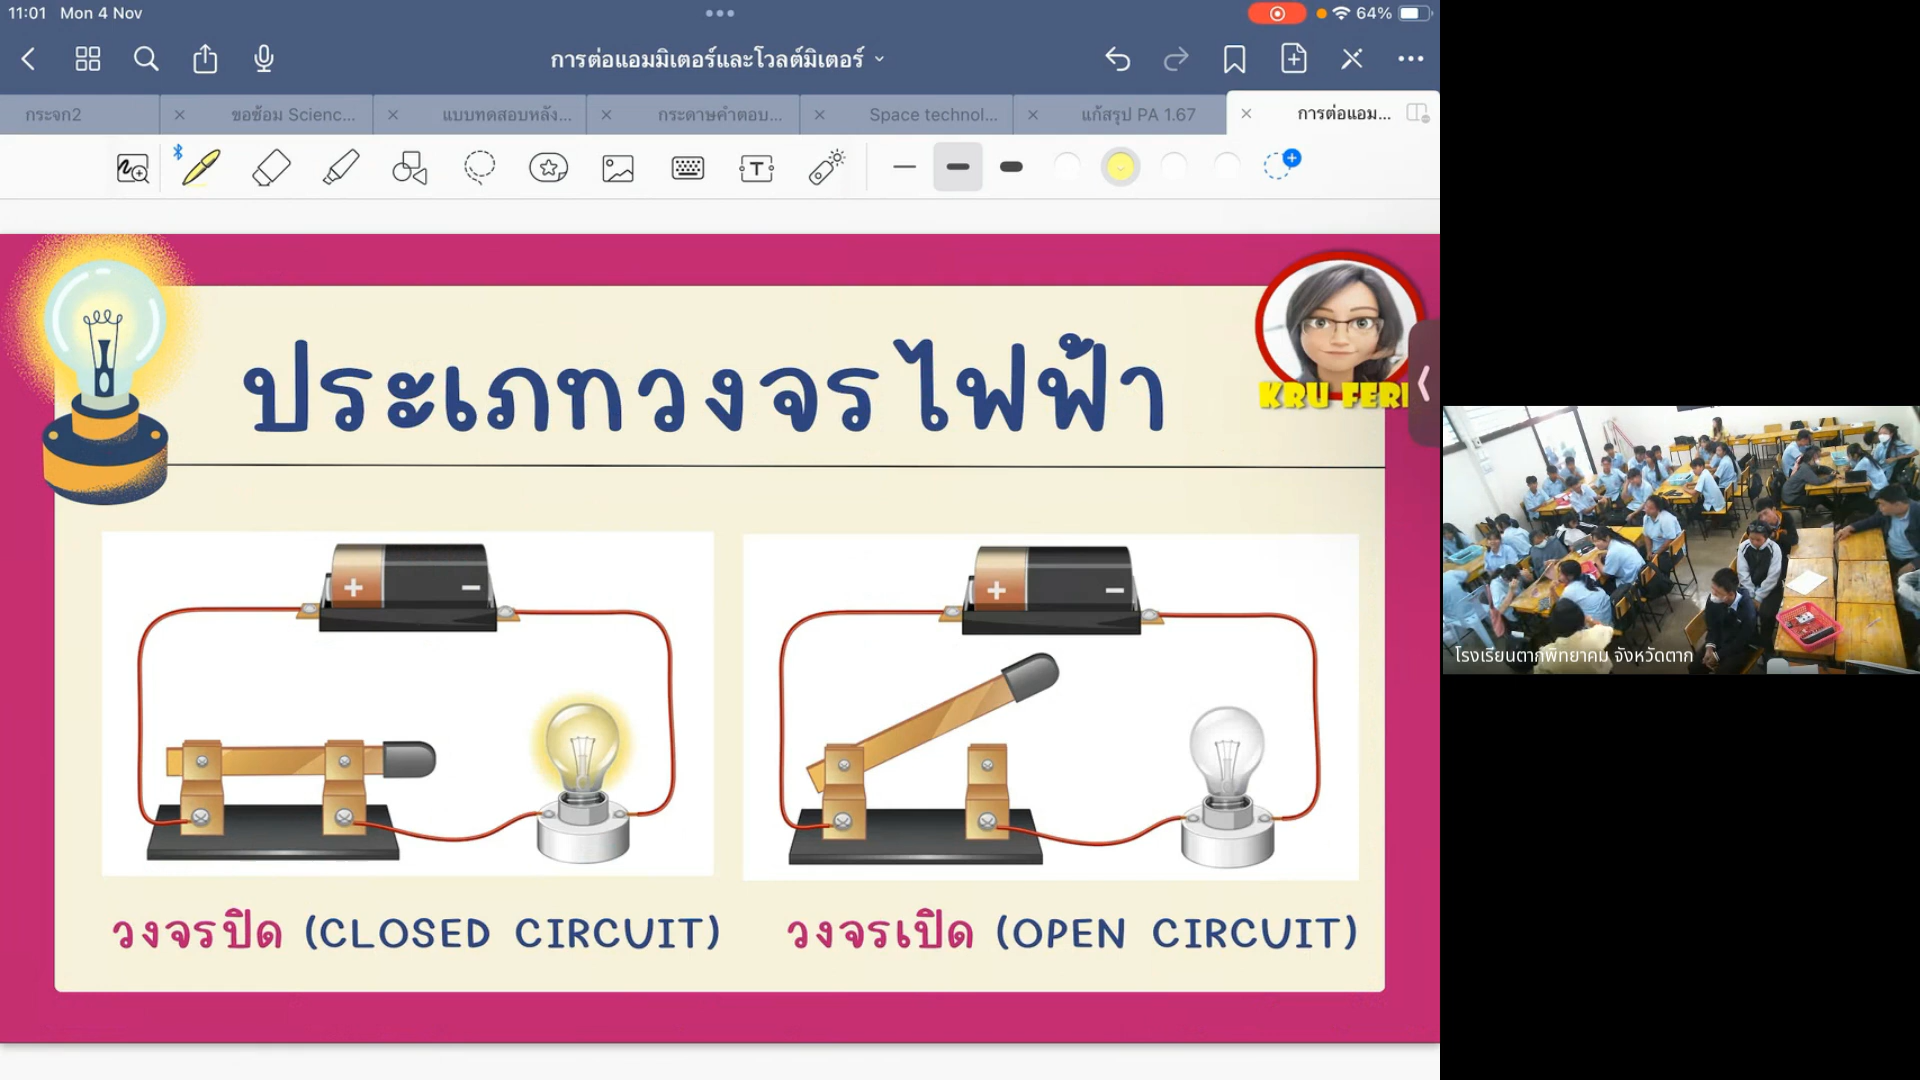 11:01 Mon 4 Nov
64%
การต่อแอมมิเตอร์และโวลต์มิเตอร์
กระจก2
ขอซ้อม Scienc...
แบบทดสอบหลัง...
กระดาษคำตอบ...
Space technol...
แก้สรุป PA 1.67
การต่อแอม...
T
ประเภทวงจรไฟฟ้า
KRU FERN
+ -
+ -
วงจรปิด (CLOSED CIRCUIT)
วงจรเปิด (OPEN CIRCUIT)
โรงเรียนตากพิทยาคม จังหวัดตาก